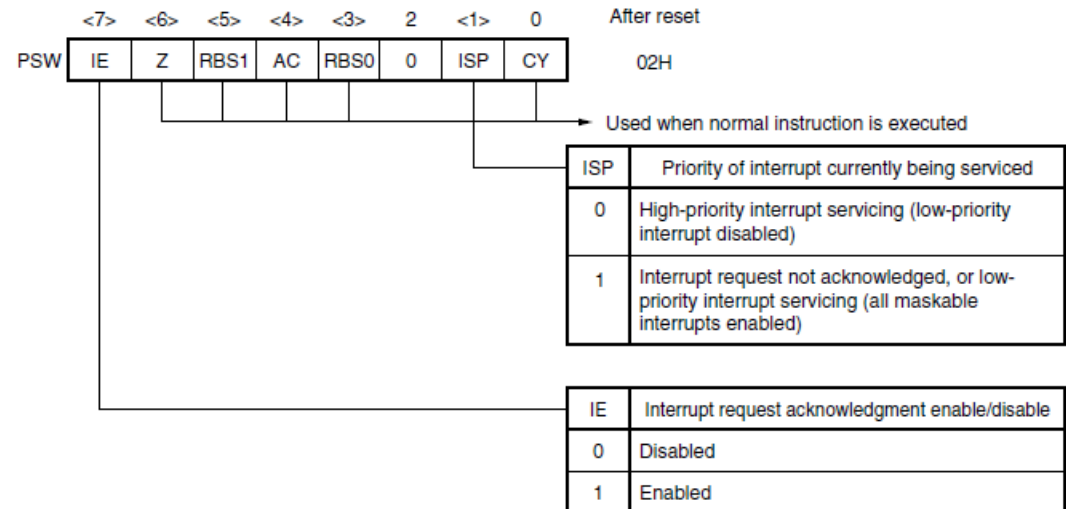 <7> <6> <5> <4> <3> 2 <1> 0 After reset
PSW IE Z RBS1 AC RBS0 0 ISP CY 02H
Used when normal instruction is executed
ISP Priority of interrupt currently being serviced
0 High-priority interrupt servicing (low-priority
interrupt disabled)
1 Interrupt request not acknowledged, or low-
priority interrupt servicing (all maskable
interrupts enabled)
IE Interrupt request acknowledgment enable/disable
0 Disabled
1 Enabled